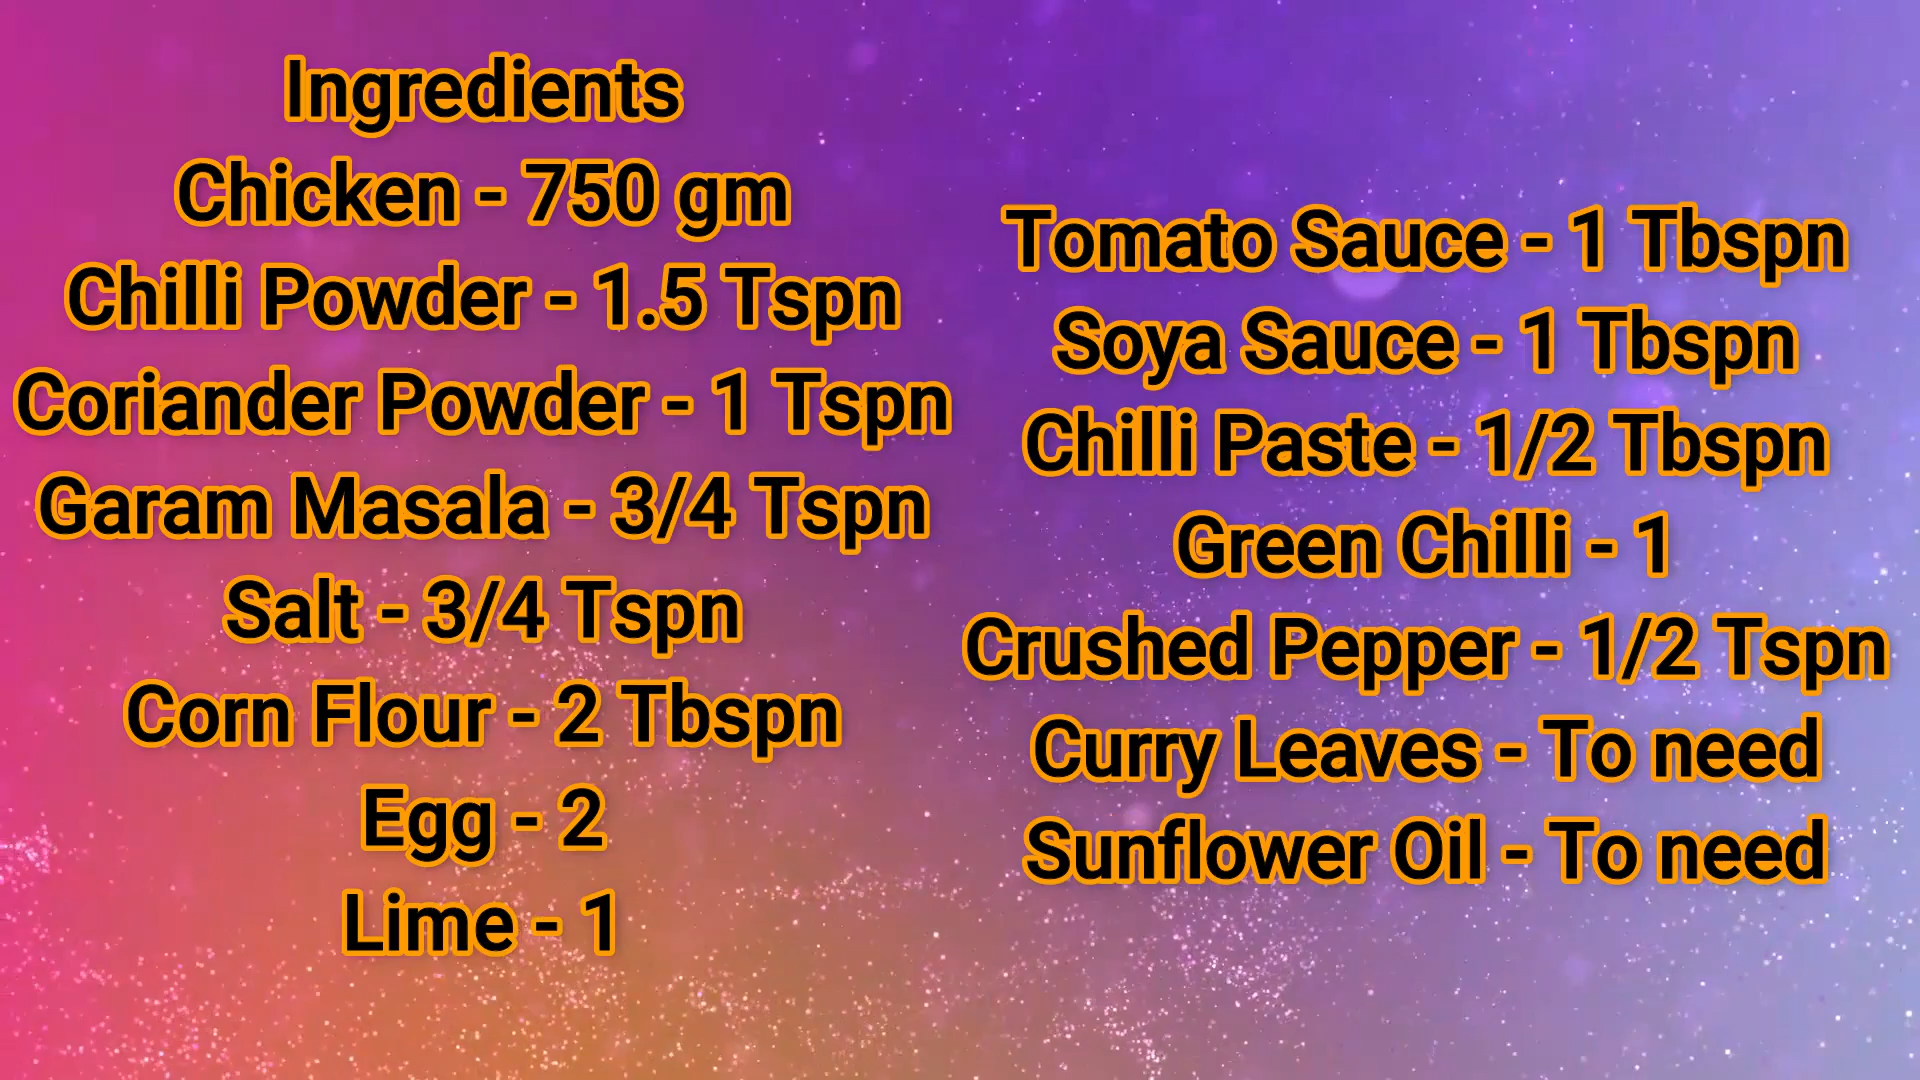 Ingredients
Chicken - 750 gm
Chilli Powder - 1.5 Tspn
Coriander Powder - 1 Tspn
Garam Masala - 3/4 Tspn
Salt - 3/4 Tspn
Corn Flour - 2 Tbspn
Egg - 2
Lime - 1
Tomato Sauce - 1 Tbspn
Soya Sauce - 1 Tbspn
Chilli Paste - 1/2 Tbspn
Green Chilli - 1
Crushed Pepper - 1/2 Tspn
Curry Leaves - To need
Sunflower Oil - To need